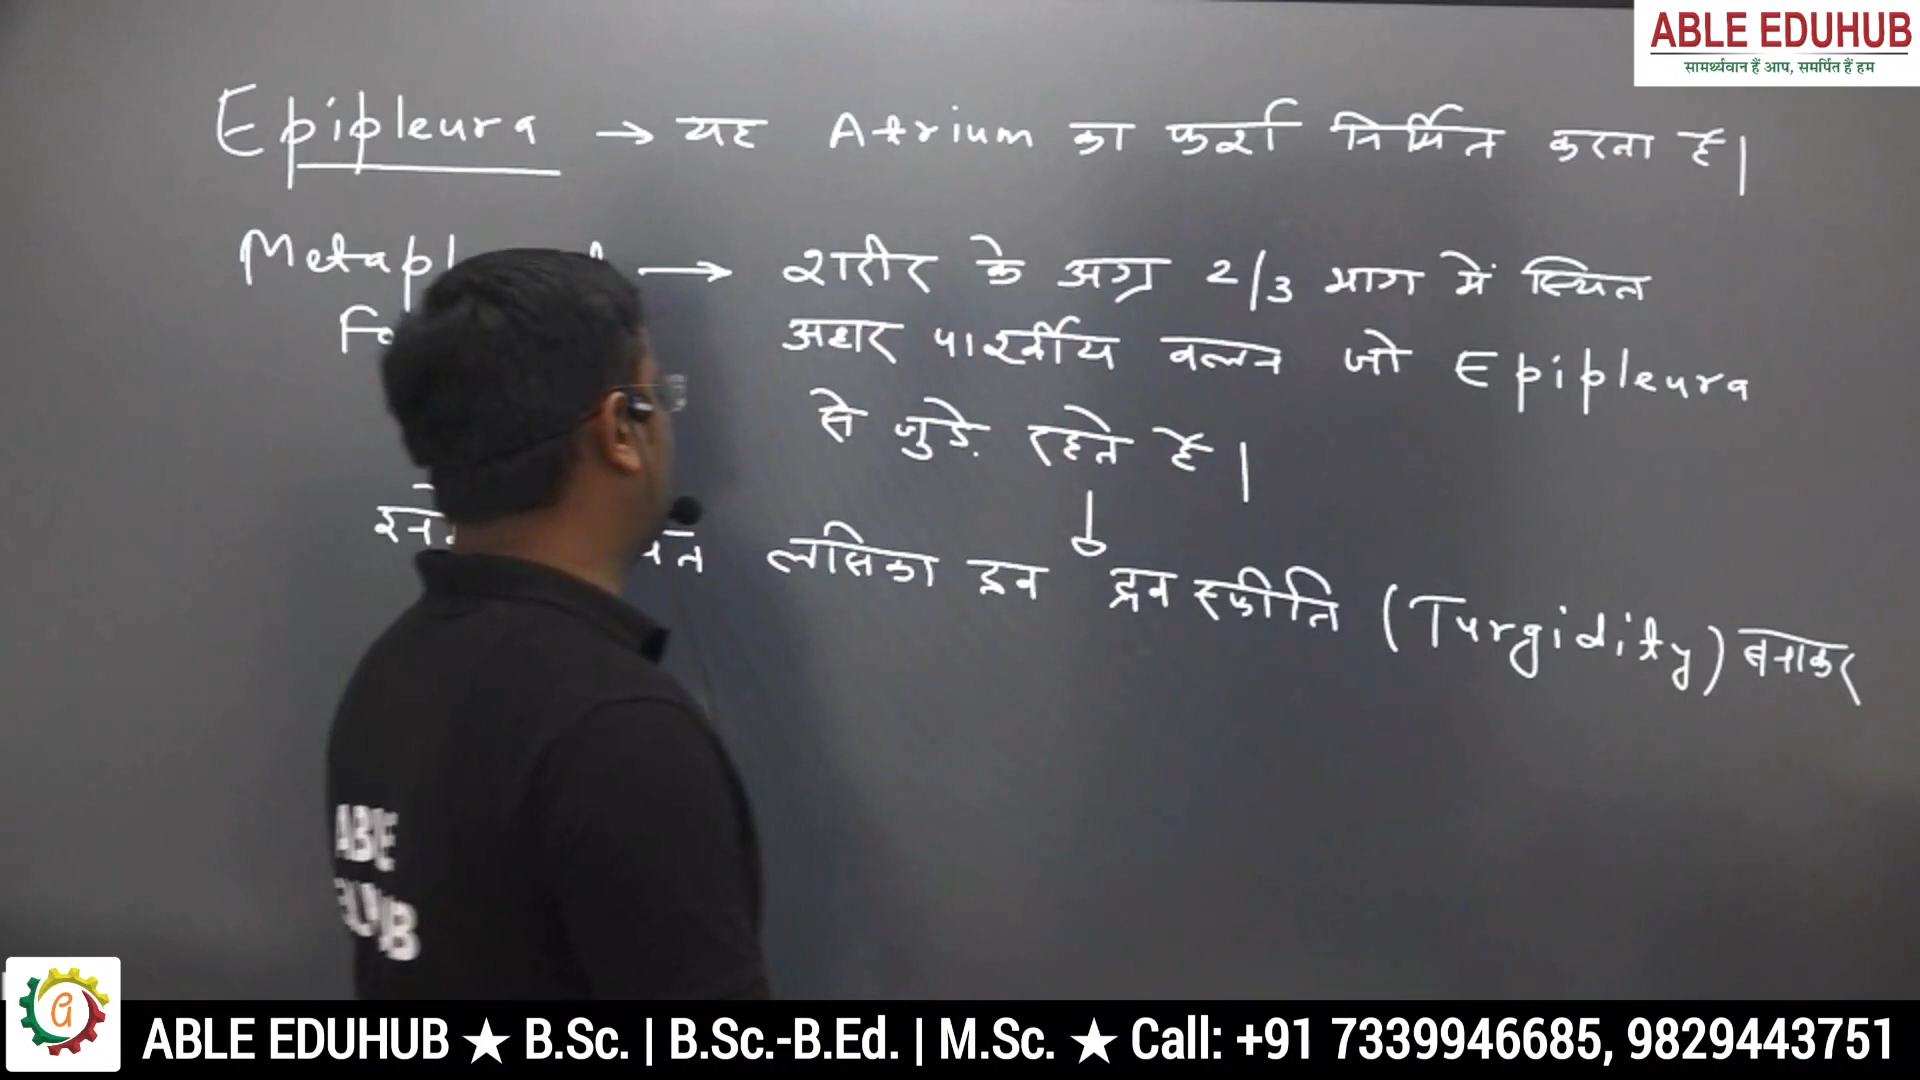 ABLE EDUHUB
सामर्थ्यवान हैं आप, समर्पित हैं हम
Epipleura → यह Atrium का फर्श निर्मित करता है|
→ शरीर के अग्र 2/3 भाग में स्थित
अधर पार्श्वीय वलन जो Epipleura
से जुड़े रहते हैं|
लसिका द्रव द्रव स्फीति (Turgidity) बनाकर
ABLE EDUHUB ★ B.Sc. | B.Sc.-B.Ed. | M.Sc. ★ Call: +91 7339946685, 9829443751